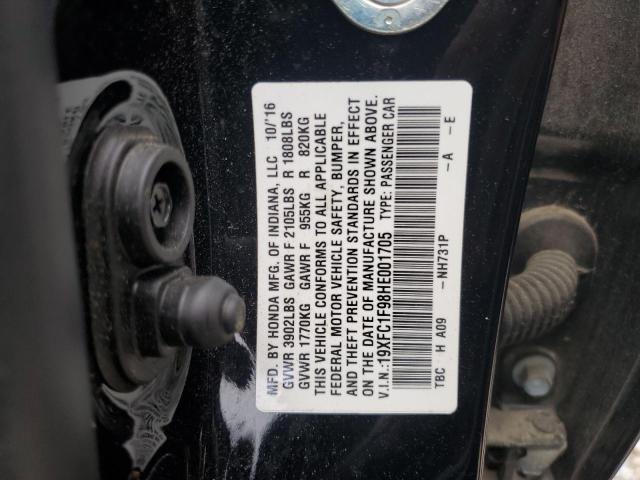 MFD. BY HONDA MFG. OF INDIANA, LLC 10/'16
GVWR 3902LBS GAWR F 2105LBS R 1808LBS
GVWR 1770KG GAWR F 955KG R 820KG
THIS VEHICLE CONFORMS TO ALL APPLICABLE
FEDERAL MOTOR VEHICLE SAFETY, BUMPER,
AND THEFT PREVENTION STANDARDS IN EFFECT
ON THE DATE OF MANUFACTURE SHOWN ABOVE.
V.I.N.:19XFC1F98HE001705 TYPE: PASSENGER CAR
TBC H A09 -NH731P -A -E